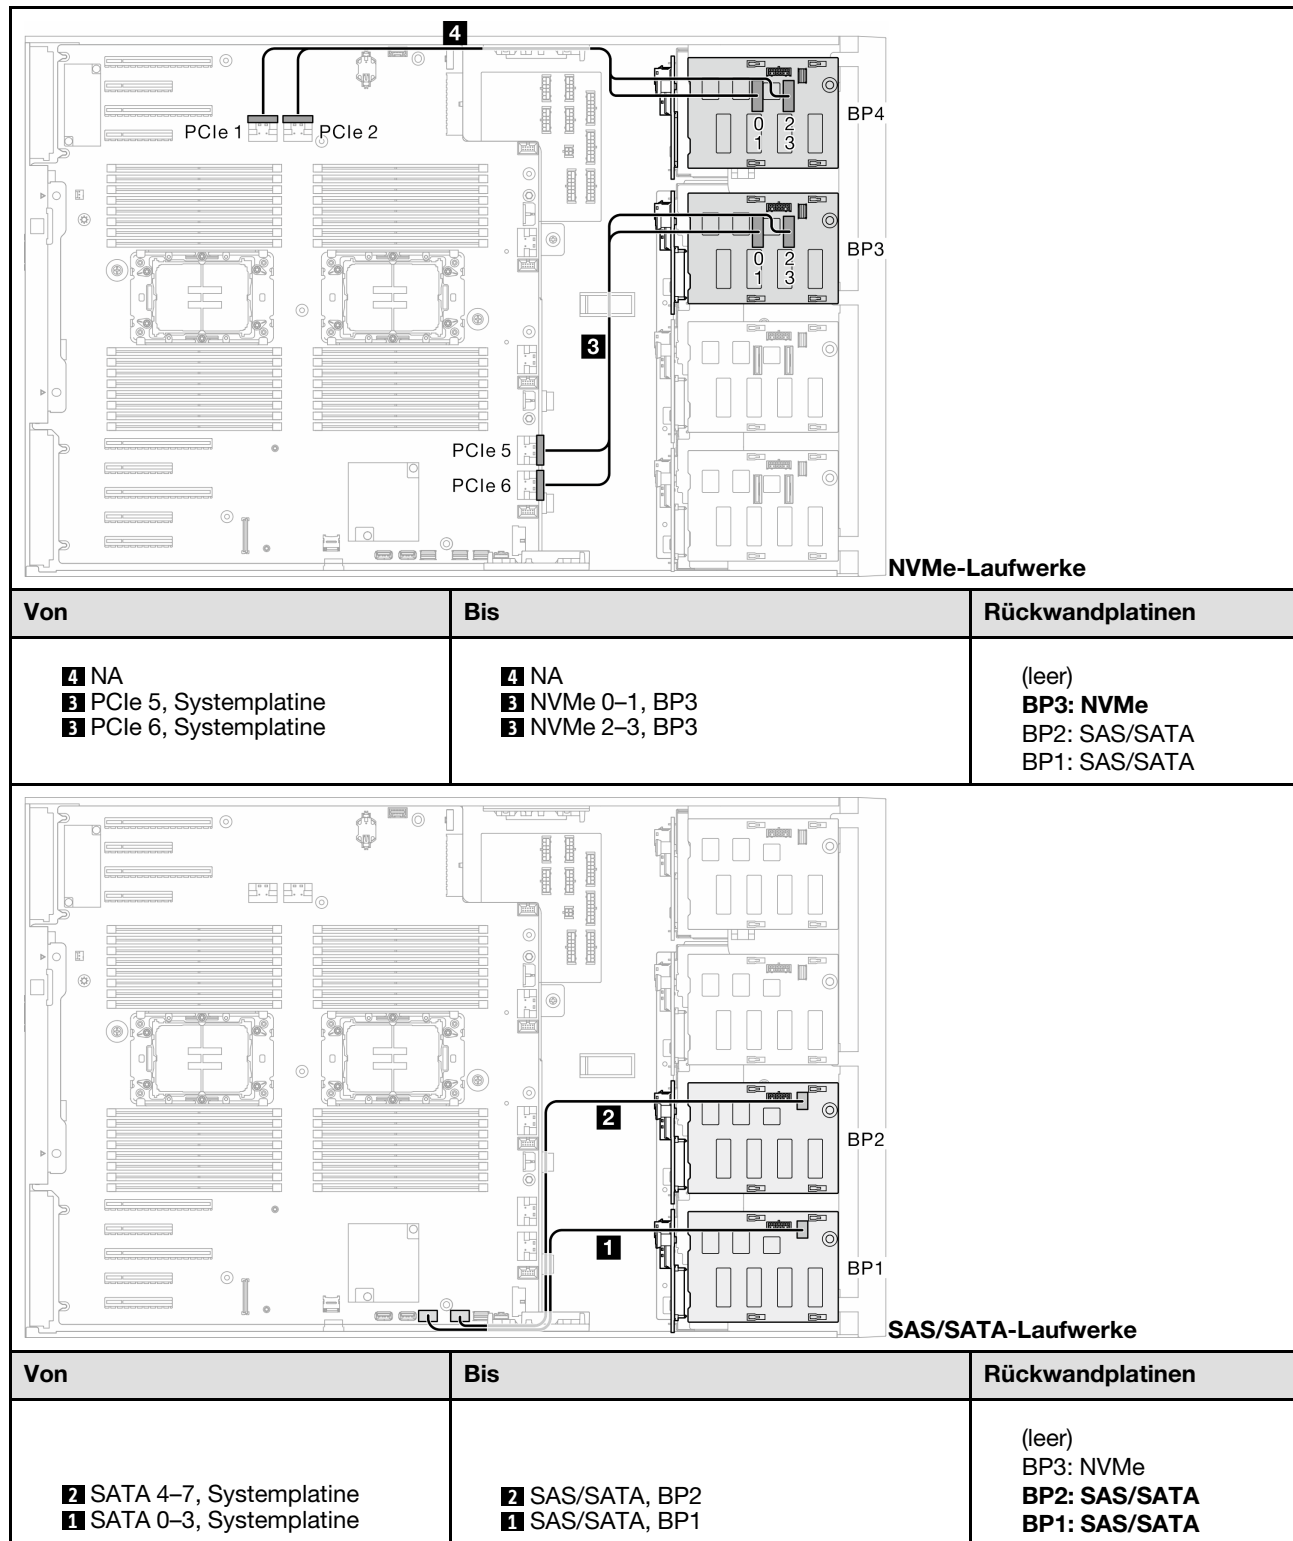 4
PCIe 1
PCIe 2
0 2
1 3
BP4
0 2
1 3
BP3
3
PCIe 5
PCIe 6
NVMe-Laufwerke
Von Bis Rückwandplatinen
4 NA
3 PCIe 5, Systemplatine
3 PCIe 6, Systemplatine
4 NA
3 NVMe 0–1, BP3
3 NVMe 2–3, BP3
(leer)
BP3: NVMe
BP2: SAS/SATA
BP1: SAS/SATA
2
BP2
1
BP1
SAS/SATA-Laufwerke
Von Bis Rückwandplatinen
2 SATA 4–7, Systemplatine
1 SATA 0–3, Systemplatine
2 SAS/SATA, BP2
1 SAS/SATA, BP1
(leer)
BP3: NVMe
BP2: SAS/SATA
BP1: SAS/SATA